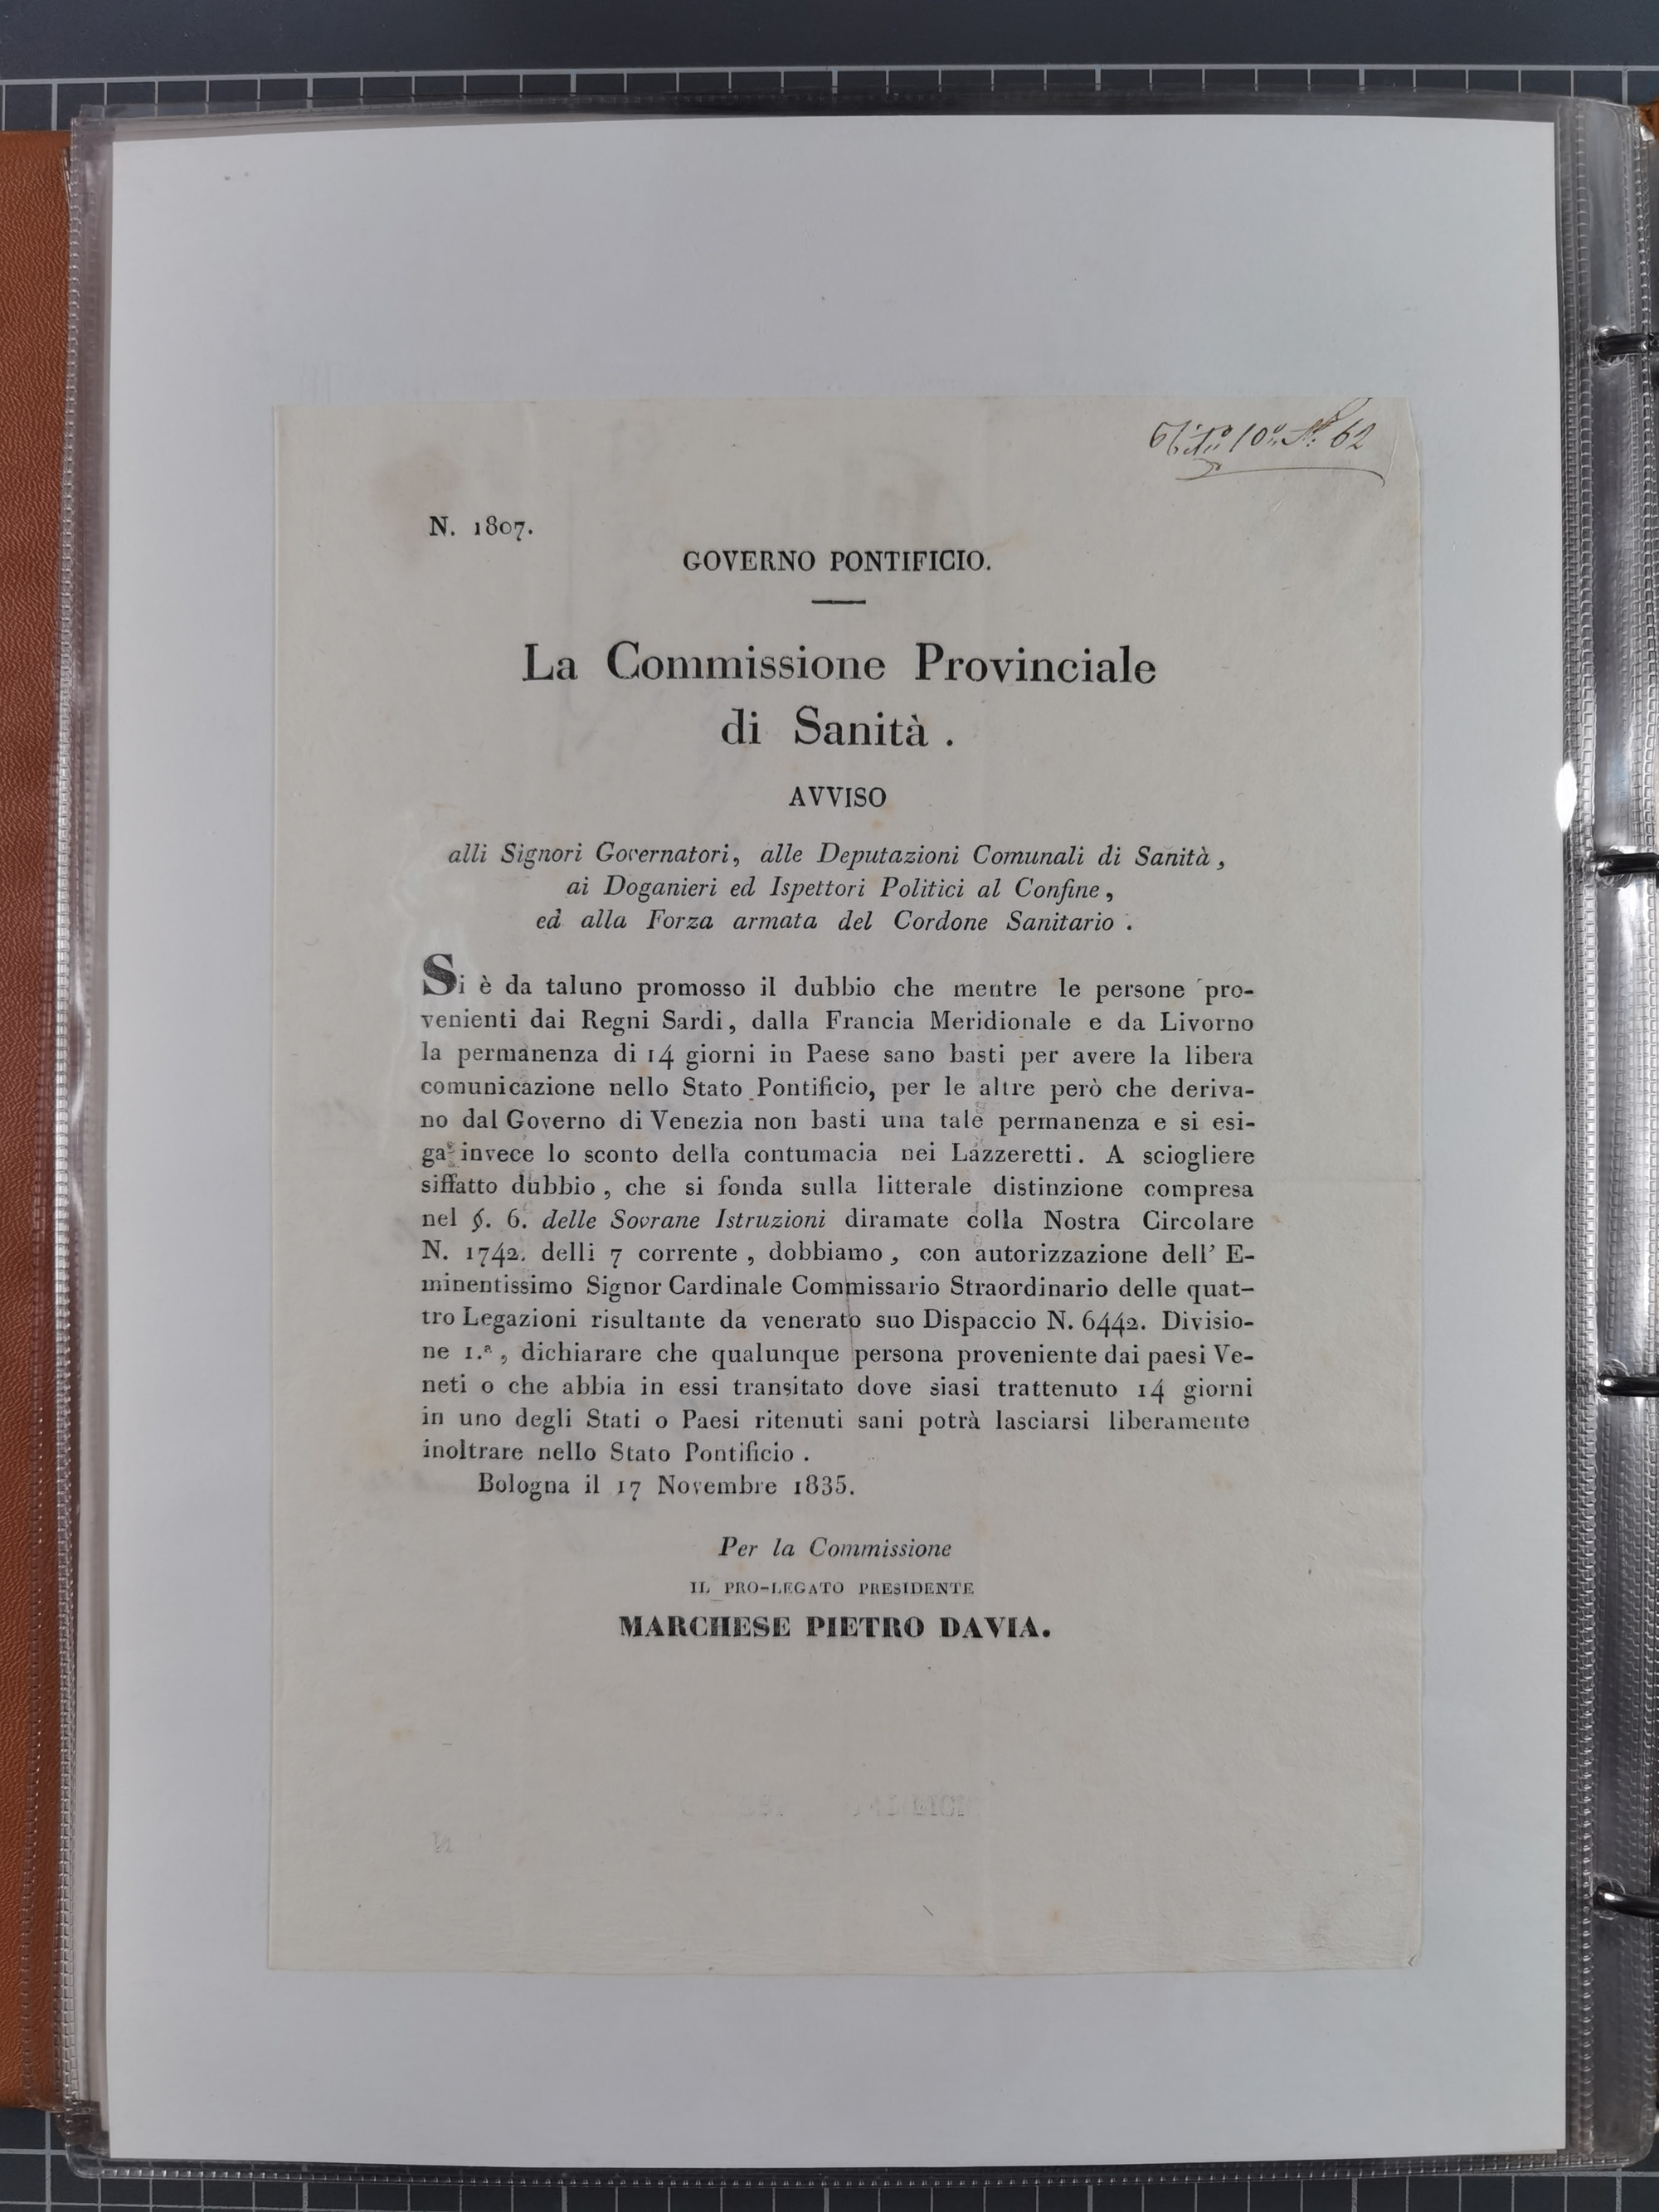 Tit.º 10.º N.º 62
N. 1807.
GOVERNO PONTIFICIO.
La Commissione Provinciale
di Sanità .
AVVISO
alli Signori Governatori, alle Deputazioni Comunali di Sanità ,
ai Doganieri ed Ispettori Politici al Confine ,
ed alla Forza armata del Cordone Sanitario .
Si è da taluno promosso il dubbio che mentre le persone pro-
venienti dai Regni Sardi , dalla Francia Meridionale e da Livorno
la permanenza di 14 giorni in Paese sano basti per avere la libera
comunicazione nello Stato Pontificio, per le altre però che deriva-
no dal Governo di Venezia non basti una tale permanenza e si esi-
ga invece lo sconto della contumacia nei Lazzeretti . A sciogliere
siffatto dubbio , che si fonda sulla litterale distinzione compresa
nel §. 6. delle Sovrane Istruzioni diramate colla Nostra Circolare
N. 1742. delli 7 corrente , dobbiamo , con autorizzazione dell' E-
minentissimo Signor Cardinale Commissario Straordinario delle quat-
tro Legazioni risultante da venerato suo Dispaccio N. 6442. Divisio-
ne 1.ª , dichiarare che qualunque persona proveniente dai paesi Ve-
neti o che abbia in essi transitato dove siasi trattenuto 14 giorni
in uno degli Stati o Paesi ritenuti sani potrà lasciarsi liberamente
inoltrare nello Stato Pontificio .
Bologna il 17 Novembre 1835.
Per la Commissione
IL PRO-LEGATO PRESIDENTE
MARCHESE PIETRO DAVIA.